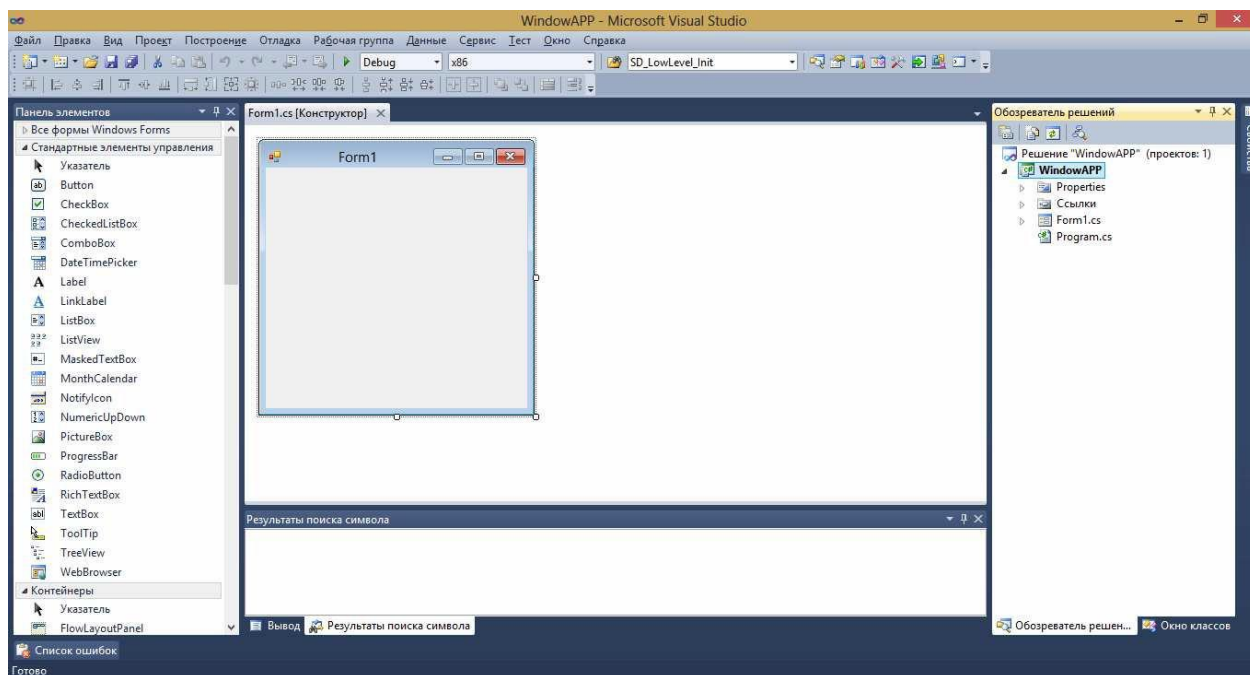 WindowAPP - Microsoft Visual Studio
Файл Правка Вид Проект Построение Отладка Рабочая группа Данные Сервис Тест Окно Справка
Debug x86 SD_LowLevel_Init
Панель элементов
Все формы Windows Forms
Стандартные элементы управления
Указатель
Button
CheckBox
CheckedListBox
ComboBox
DateTimePicker
Label
LinkLabel
ListBox
ListView
MaskedTextBox
MonthCalendar
NotifyIcon
NumericUpDown
PictureBox
ProgressBar
RadioButton
RichTextBox
TextBox
ToolTip
TreeView
WebBrowser
Контейнеры
Указатель
FlowLayoutPanel
Form1.cs [Конструктор]
Form1
Результаты поиска символа
Вывод Результаты поиска символа
Обозреватель решений
Решение "WindowAPP" (проектов: 1)
WindowAPP
Properties
Ссылки
Form1.cs
Program.cs
Обозреватель решен... Окно классов
Список ошибок
Готово